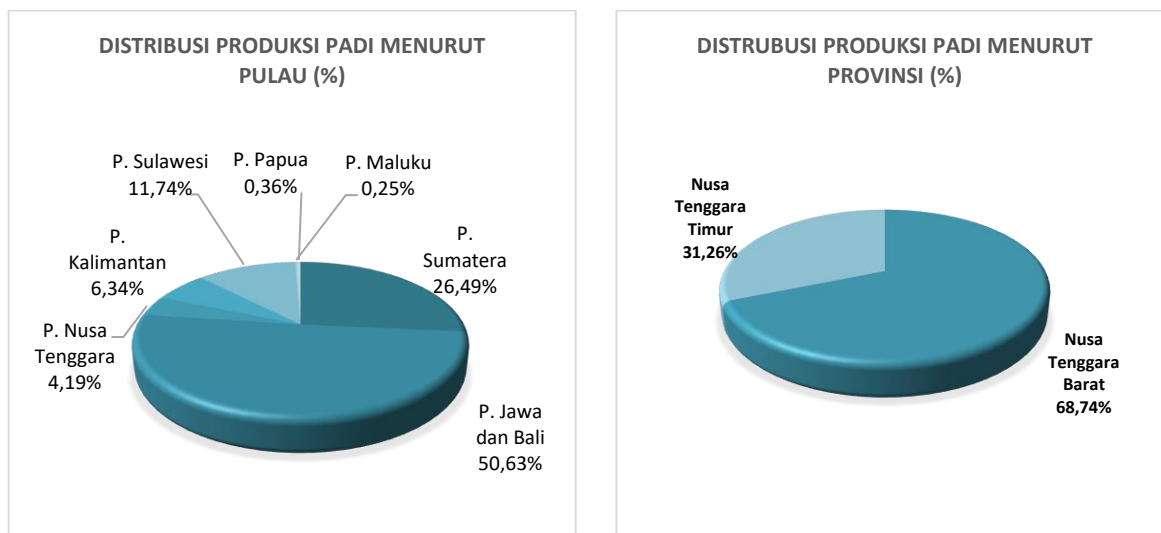 DISTRIBUSI PRODUKSI PADI MENURUT
PULAU (%)
P. Sulawesi
11,74%
P. Papua
0,36%
P. Maluku
0,25%
P.
Kalimantan
6,34%
P.
Sumatera
26,49%
P. Nusa
Tenggara
4,19%
P. Jawa
dan Bali
50,63%
DISTRUBUSI PRODUKSI PADI MENURUT
PROVINSI (%)
Nusa
Tenggara
Timur
31,26%
Nusa
Tenggara
Barat
68,74%